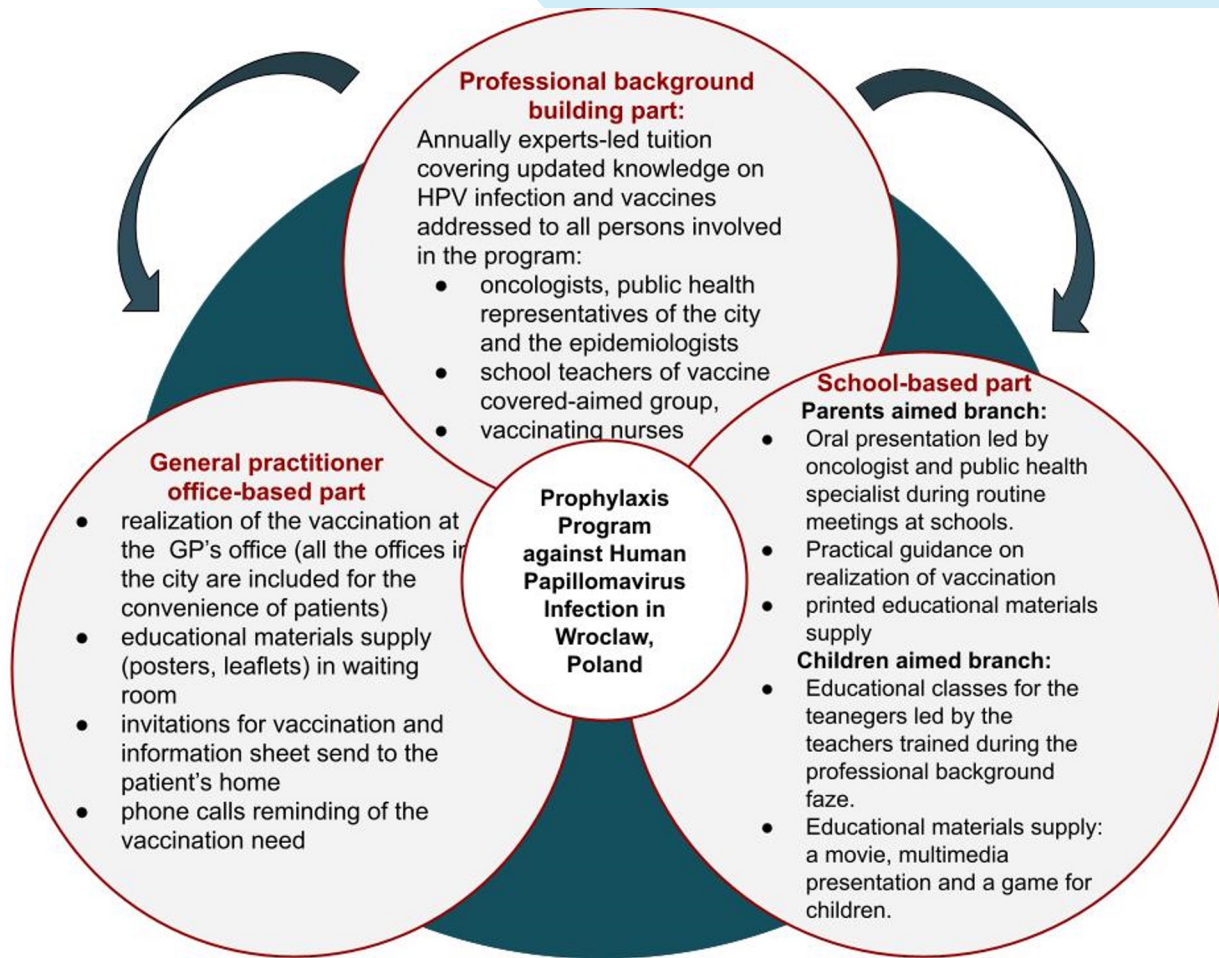 Professional background
building part:
Annually experts-led tuition
covering updated knowledge on
HPV infection and vaccines
addressed to all persons involved
in the program:
● oncologists, public health
representatives of the city
and the epidemiologists
● school teachers of vaccine
covered-aimed group,
● vaccinating nurses
General practitioner
office-based part
● realization of the vaccination at
the GP's office (all the offices in
the city are included for the
convenience of patients)
● educational materials supply
(posters, leaflets) in waiting
room
● invitations for vaccination and
information sheet send to the
patient's home
● phone calls reminding of the
vaccination need
Prophylaxis
Program
against Human
Papillomavirus
Infection in
Wroclaw,
Poland
School-based part
Parents aimed branch:
● Oral presentation led by
oncologist and public health
specialist during routine
meetings at schools.
● Practical guidance on
realization of vaccination
● printed educational materials
supply
Children aimed branch:
● Educational classes for the
teanegers led by the
teachers trained during the
professional background
faze.
● Educational materials supply:
a movie, multimedia
presentation and a game for
children.